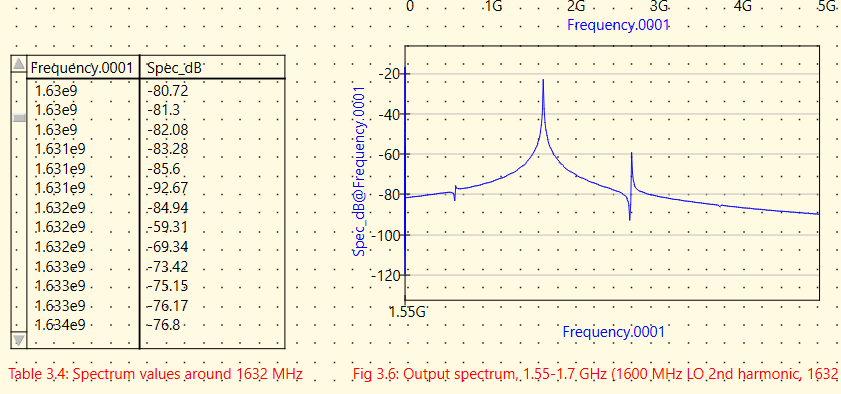 0 1G 2G 3G 4G 5G
Frequency.0001
Frequency.0001 Spec_dB
1.63e9 -80.72
1.63e9 -81.3
1.63e9 -82.08
1.631e9 -83.28
1.631e9 -85.6
1.631e9 -92.67
1.632e9 -84.94
1.632e9 -59.31
1.632e9 -69.34
1.633e9 -73.42
1.633e9 -75.15
1.633e9 -76.17
1.634e9 -76.8
Spec_dB@Frequency.0001
-20
-40
-60
-80
-100
-120
1.55G
Frequency.0001
Table 3.4: Spectrum values around 1632 MHz
Fig 3.6: Output spectrum, 1.55-1.7 GHz (1600 MHz LO 2nd harmonic, 1632